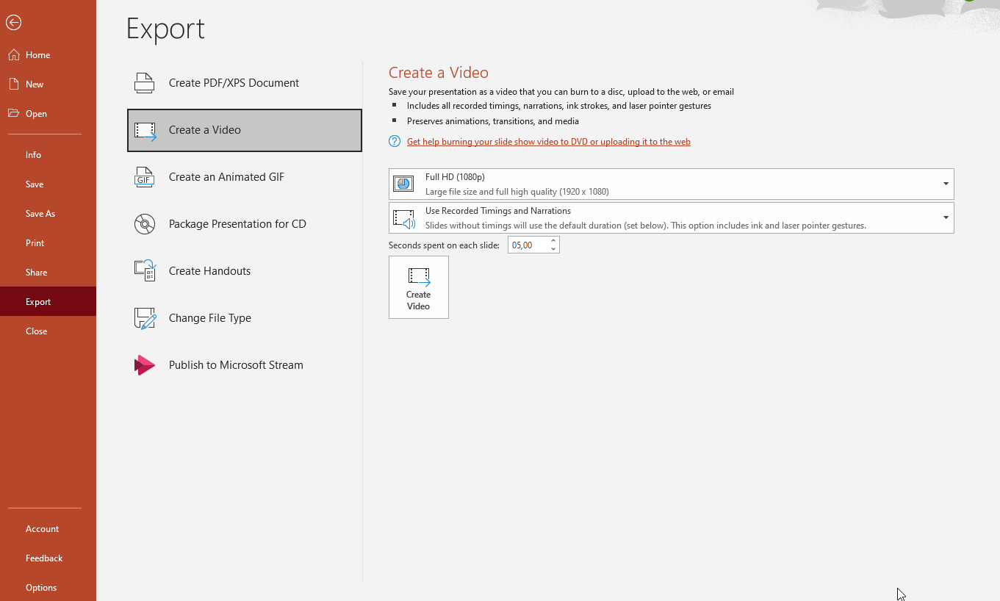 Export
Home
New
Open
Info
Save
Save As
Print
Share
Export
Close
Account
Feedback
Options
Create PDF/XPS Document
Create a Video
Create an Animated GIF
GIF
Package Presentation for CD
Create Handouts
Change File Type
Publish to Microsoft Stream
Create a Video
Save your presentation as a video that you can burn to a disc, upload to the web, or email
Includes all recorded timings, narrations, ink strokes, and laser pointer gestures
Preserves animations, transitions, and media
Get help burning your slide show video to DVD or uploading it to the web
Full HD (1080p)
Large file size and full high quality (1920 x 1080)
Use Recorded Timings and Narrations
Slides without timings will use the default duration (set below). This option includes ink and laser pointer gestures.
Seconds spent on each slide: 05,00
Create
Video